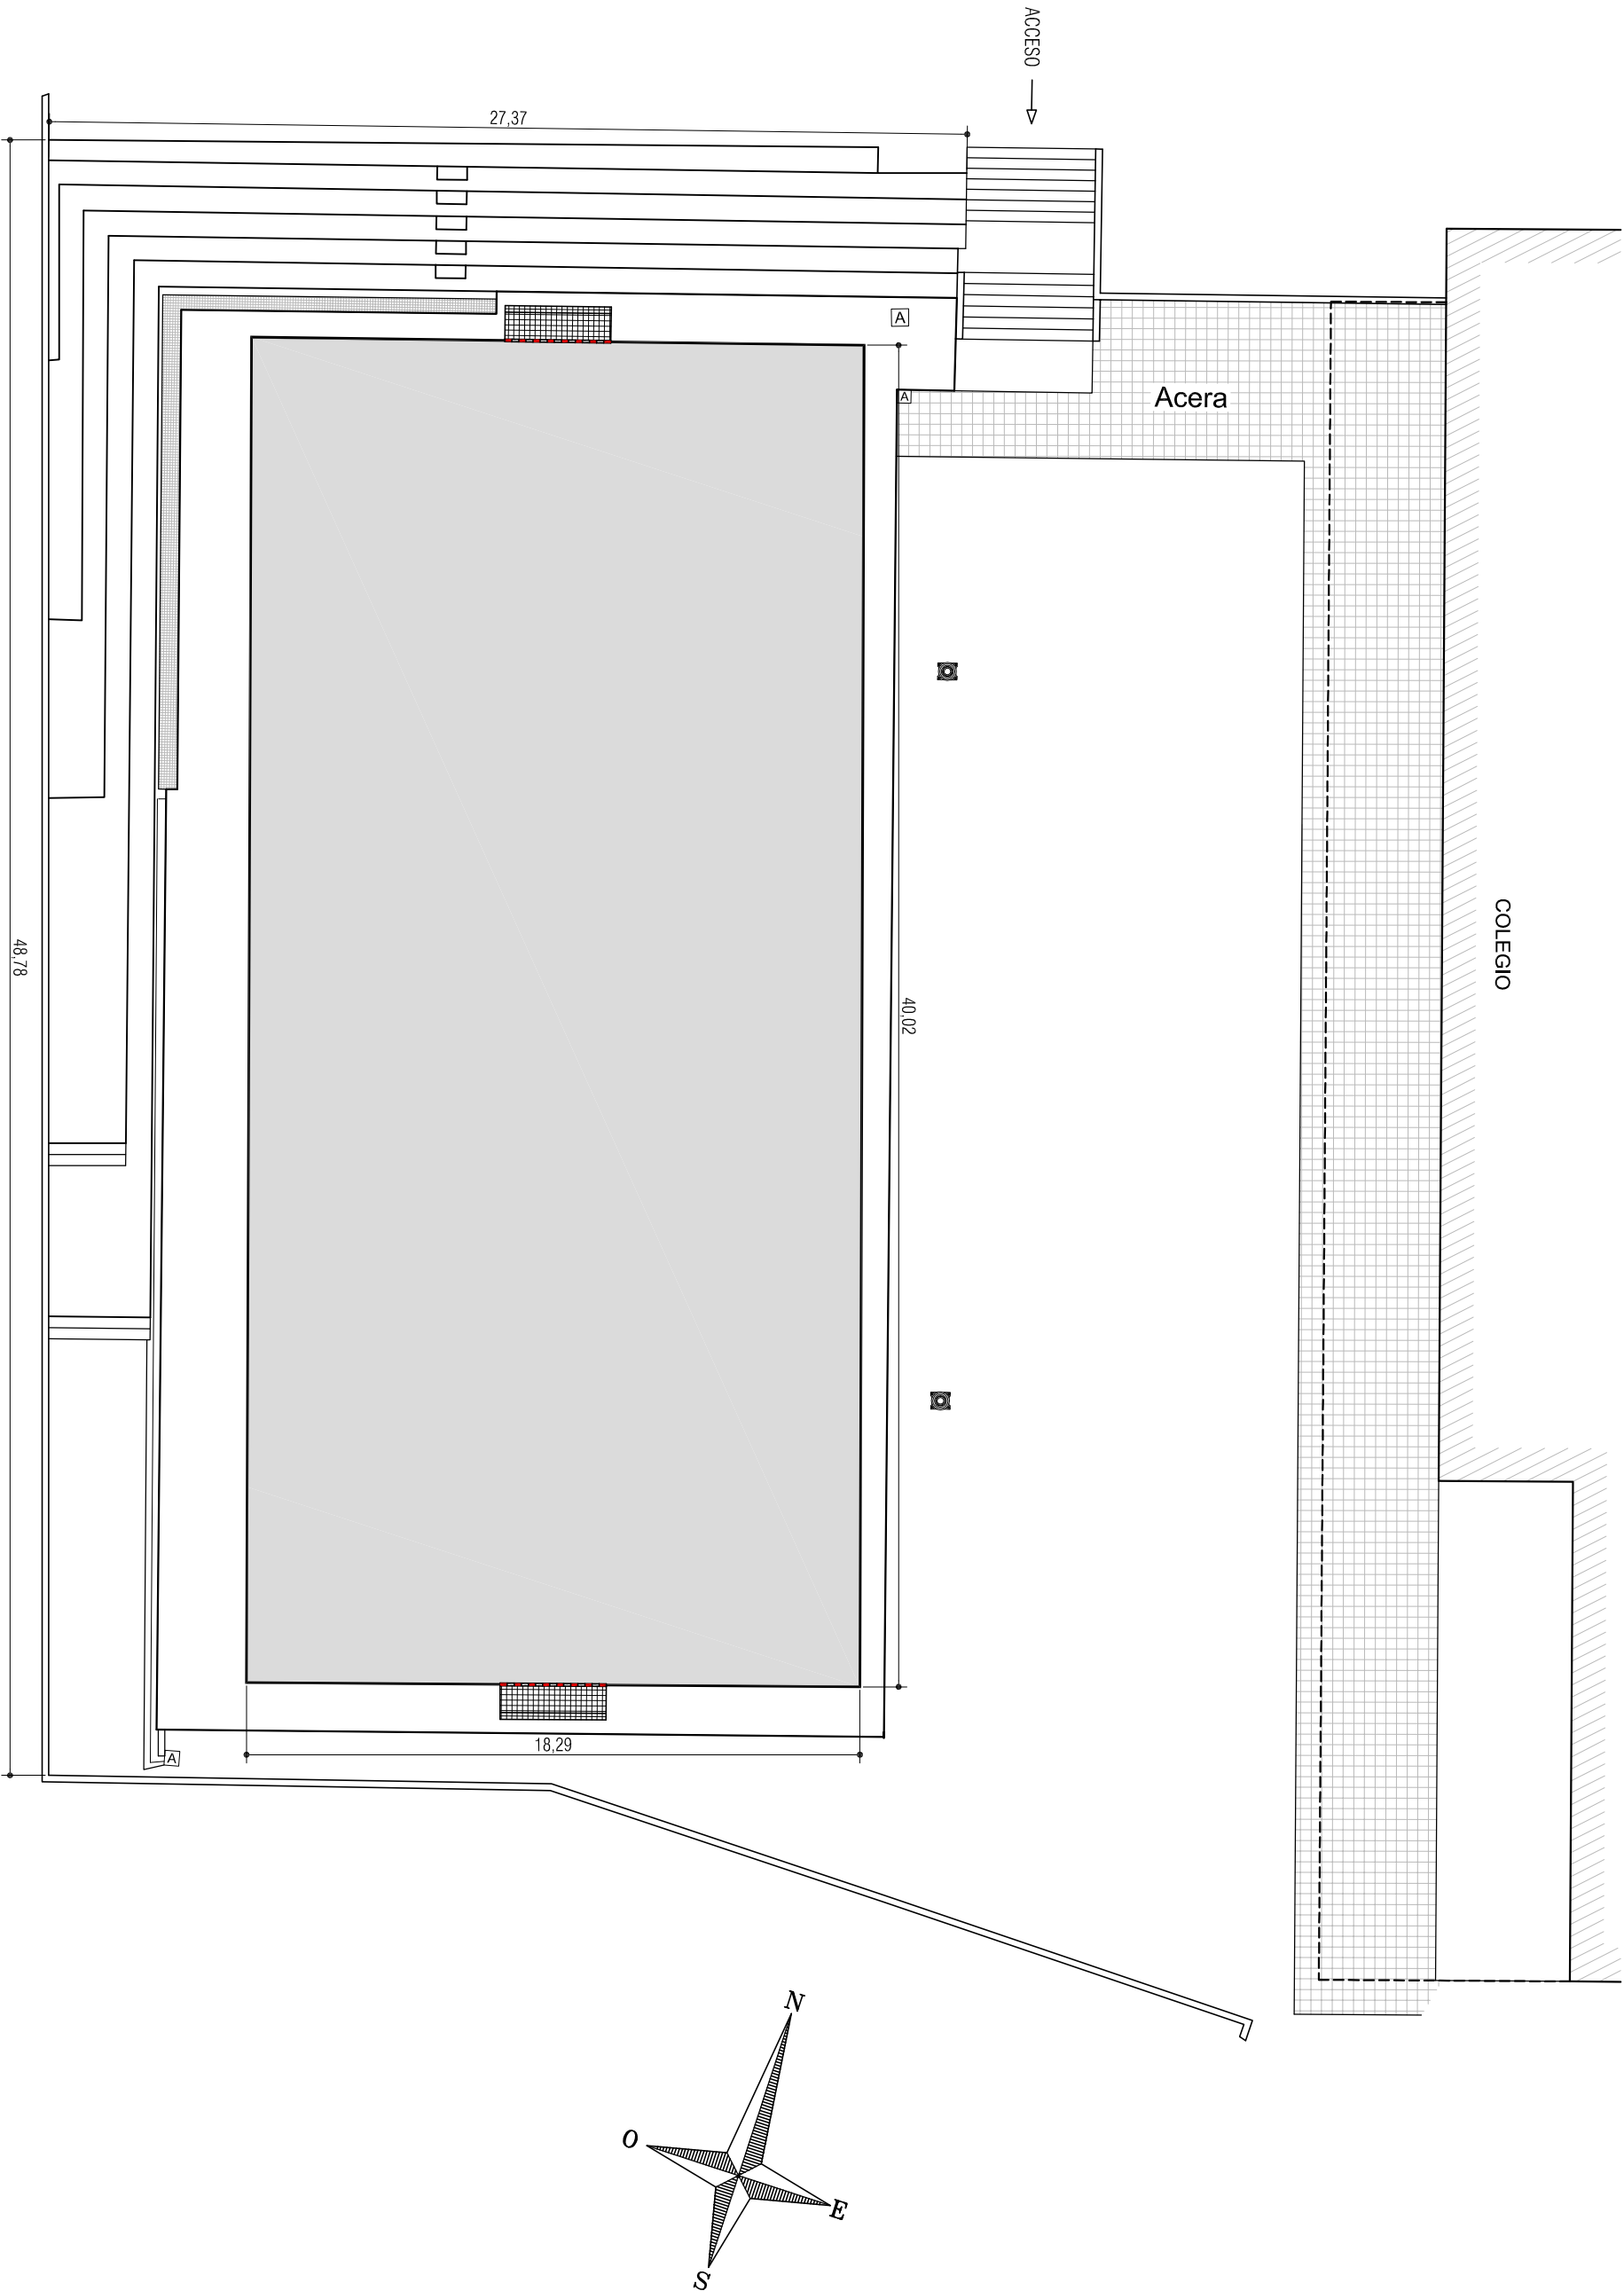 ACCESO
27,37
A
A
Acera
COLEGIO
48,78
40,02
18,29
A
N
O
E
S